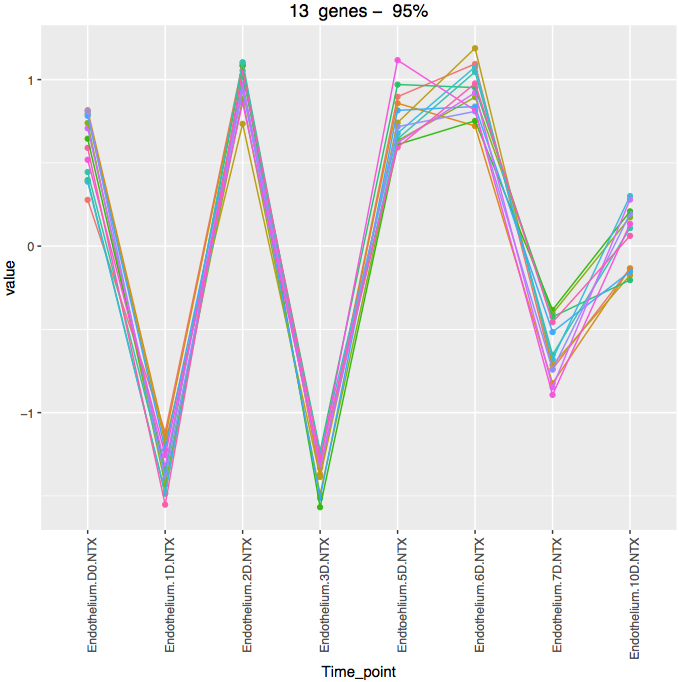 13 genes – 95%
value
1
0
−1
Endothelium.D0.NTX
Endothelium.1D.NTX
Endothelium.2D.NTX
Endothelium.3D.NTX
Endtoehlium.5D.NTX
Endothelium.6D.NTX
Endothelium.7D.NTX
Endothelium.10D.NTX
Time_point